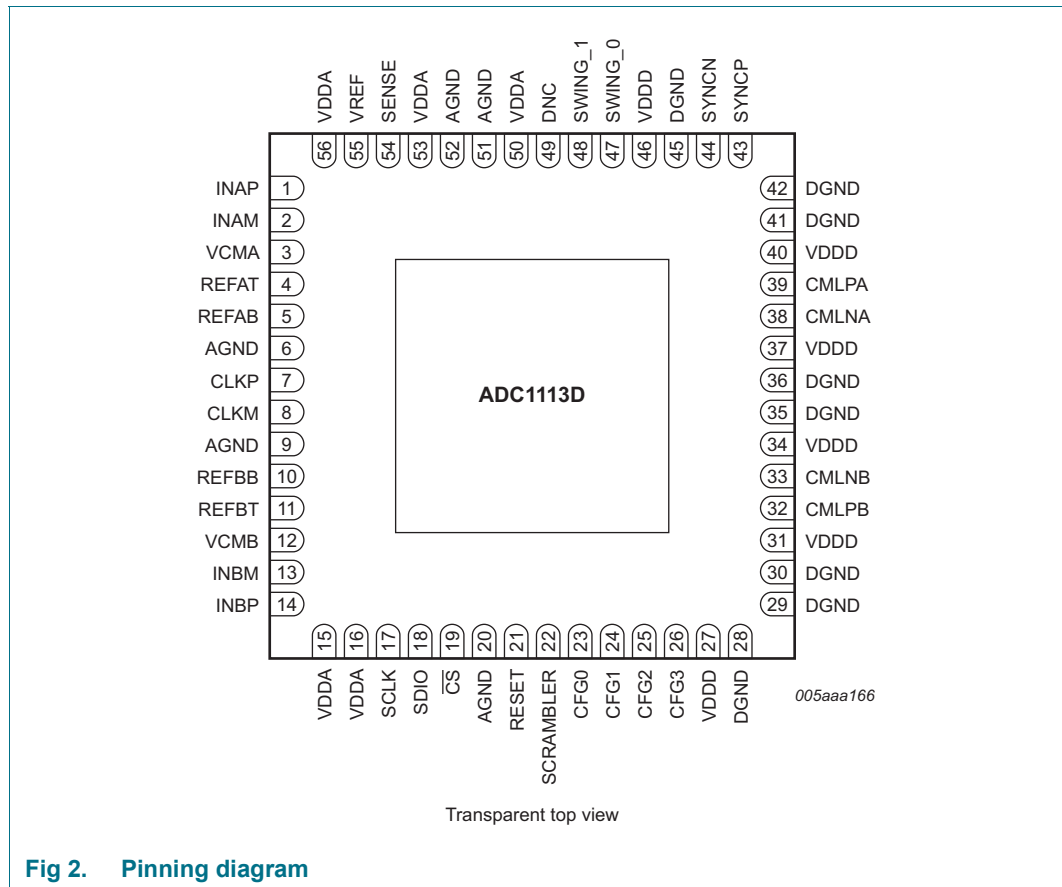 VDDA
VREF
SENSE
VDDA
AGND
AGND
VDDA
DNC
SWING_1
SWING_0
VDDD
DGND
SYNCN
SYNCP
56
55
54
53
52
51
50
49
48
47
46
45
44
43
INAP 1
42 DGND
INAM 2
41 DGND
VCMA 3
40 VDDD
REFAT 4
39 CMLPA
REFAB 5
38 CMLNA
AGND 6
37 VDDD
CLKP 7
36 DGND
ADC1113D
CLKM 8
35 DGND
AGND 9
34 VDDD
REFBB 10
33 CMLNB
REFBT 11
32 CMLPB
VCMB 12
31 VDDD
INBM 13
30 DGND
INBP 14
29 DGND
15
16
17
18
19
20
21
22
23
24
25
26
27
28
VDDA
VDDA
SCLK
SDIO
CS
AGND
RESET
SCRAMBLER
CFG0
CFG1
CFG2
CFG3
VDDD
DGND
005aaa166
Transparent top view
Fig 2. Pinning diagram